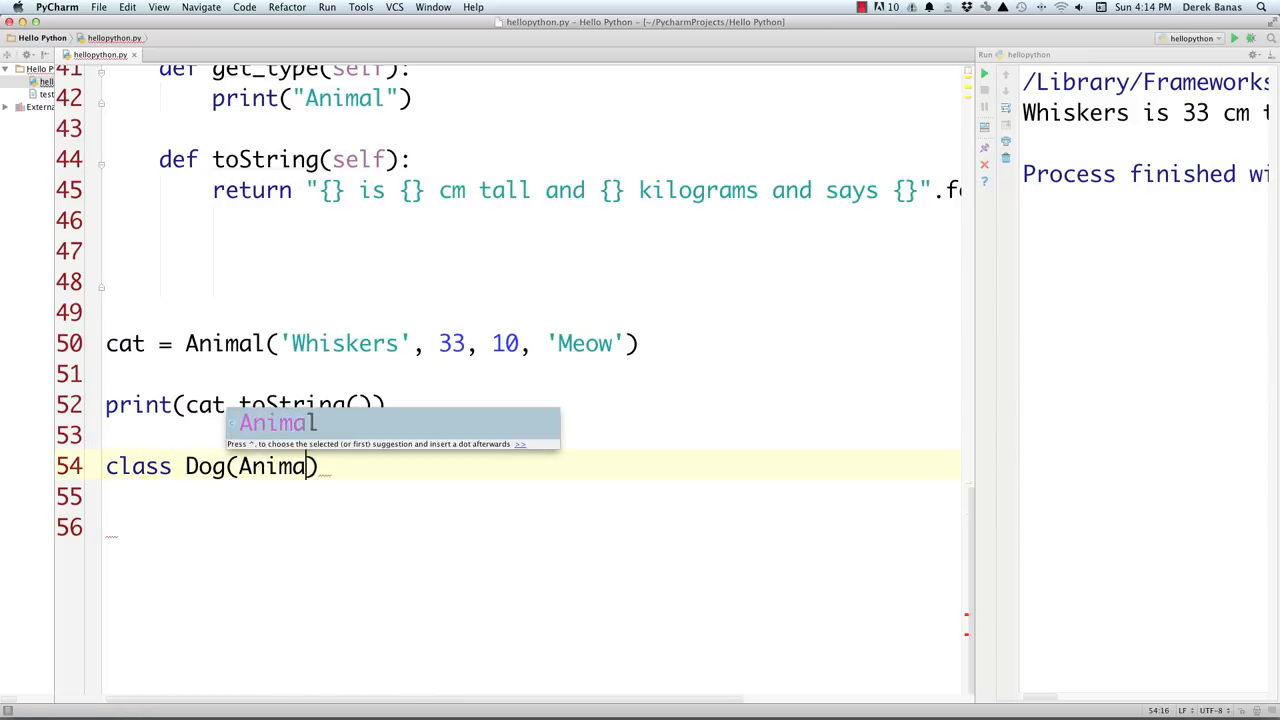 PyCharm File Edit View Navigate Code Refactor Run Tools VCS Window Help 10 Sun 4:14 PM Derek Banas
hellopython.py – Hello Python – [~/PycharmProjects/Hello Python]
Hello Python hellopython.py hellopython
hellopython.py Run hellopython
Hello P
hell
test
Extern
41 def get_type(self):
42 print("Animal")
43
44 def toString(self):
45 return "{} is {} cm tall and {} kilograms and says {}".fo
46
47
48
49
50 cat = Animal('Whiskers', 33, 10, 'Meow')
51
52 print(cat.toString())
Animal
53
Press ^. to choose the selected (or first) suggestion and insert a dot afterwards >>
54 class Dog(Anima)
55
56
/Library/Frameworks
Whiskers is 33 cm t
Process finished wi
54:16 LF UTF-8